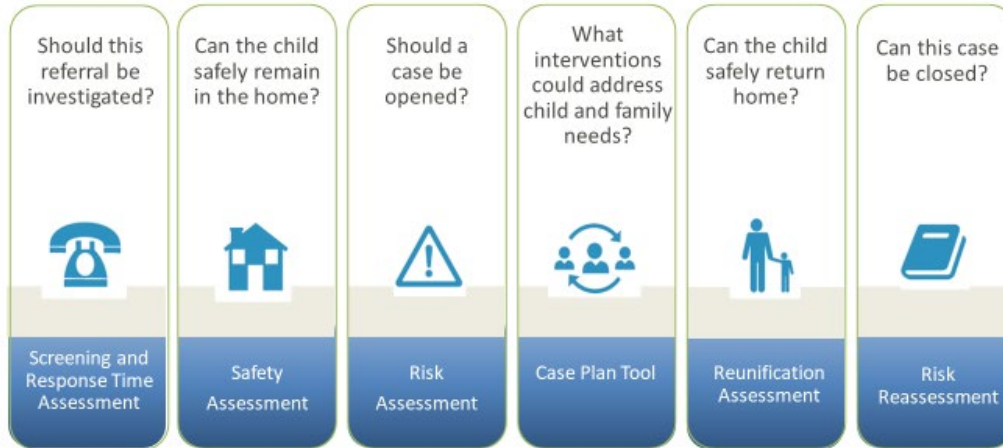 Should this
referral be
investigated?
Screening and
Response Time
Assessment
Can the child
safely remain
in the home?
Safety
Assessment
Should a
case be
opened?
Risk
Assessment
What
interventions
could address
child and family
needs?
Case Plan Tool
Can the child
safely return
home?
Reunification
Assessment
Can this case
be closed?
Risk
Reassessment